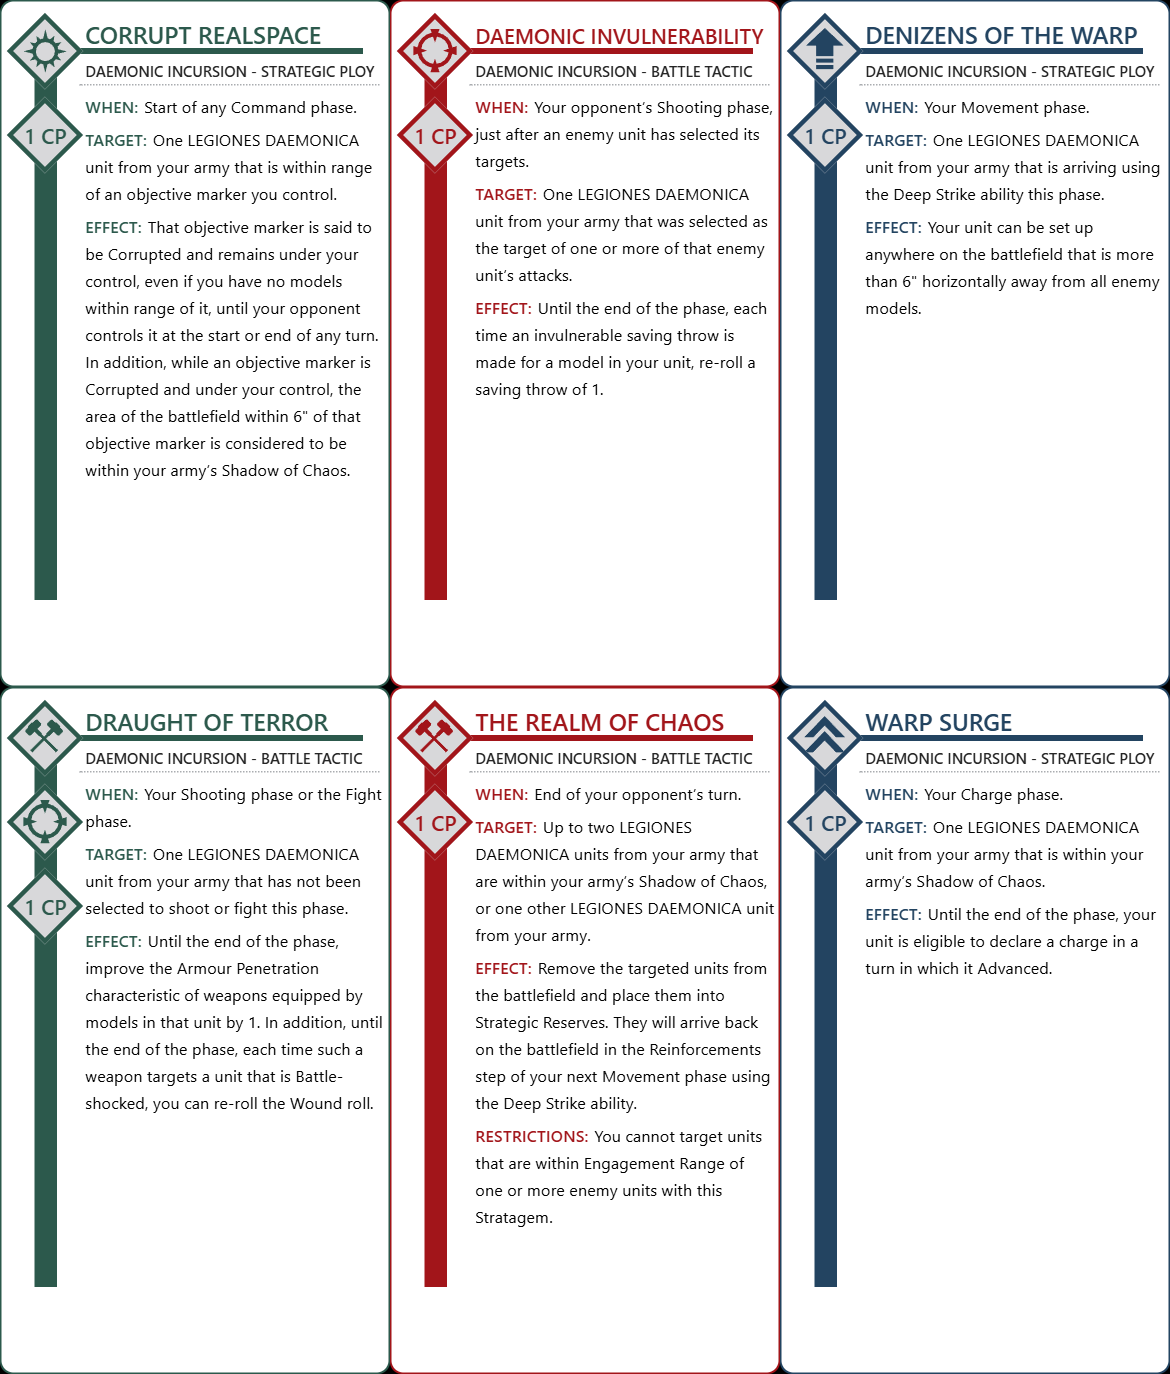 CORRUPT REALSPACE
DAEMONIC INCURSION - STRATEGIC PLOY
1 CP
WHEN: Start of any Command phase.
TARGET: One LEGIONES DAEMONICA
unit from your army that is within range
of an objective marker you control.
EFFECT: That objective marker is said to
be Corrupted and remains under your
control, even if you have no models
within range of it, until your opponent
controls it at the start or end of any turn.
In addition, while an objective marker is
Corrupted and under your control, the
area of the battlefield within 6" of that
objective marker is considered to be
within your army's Shadow of Chaos.
DAEMONIC INVULNERABILITY
DAEMONIC INCURSION - BATTLE TACTIC
1 CP
WHEN: Your opponent's Shooting phase,
just after an enemy unit has selected its
targets.
TARGET: One LEGIONES DAEMONICA
unit from your army that was selected as
the target of one or more of that enemy
unit's attacks.
EFFECT: Until the end of the phase, each
time an invulnerable saving throw is
made for a model in your unit, re-roll a
saving throw of 1.
DENIZENS OF THE WARP
DAEMONIC INCURSION - STRATEGIC PLOY
1 CP
WHEN: Your Movement phase.
TARGET: One LEGIONES DAEMONICA
unit from your army that is arriving using
the Deep Strike ability this phase.
EFFECT: Your unit can be set up
anywhere on the battlefield that is more
than 6" horizontally away from all enemy
models.
DRAUGHT OF TERROR
DAEMONIC INCURSION - BATTLE TACTIC
1 CP
WHEN: Your Shooting phase or the Fight
phase.
TARGET: One LEGIONES DAEMONICA
unit from your army that has not been
selected to shoot or fight this phase.
EFFECT: Until the end of the phase,
improve the Armour Penetration
characteristic of weapons equipped by
models in that unit by 1. In addition, until
the end of the phase, each time such a
weapon targets a unit that is Battle-
shocked, you can re-roll the Wound roll.
THE REALM OF CHAOS
DAEMONIC INCURSION - BATTLE TACTIC
1 CP
WHEN: End of your opponent's turn.
TARGET: Up to two LEGIONES
DAEMONICA units from your army that
are within your army's Shadow of Chaos,
or one other LEGIONES DAEMONICA unit
from your army.
EFFECT: Remove the targeted units from
the battlefield and place them into
Strategic Reserves. They will arrive back
on the battlefield in the Reinforcements
step of your next Movement phase using
the Deep Strike ability.
RESTRICTIONS: You cannot target units
that are within Engagement Range of
one or more enemy units with this
Stratagem.
WARP SURGE
DAEMONIC INCURSION - STRATEGIC PLOY
1 CP
WHEN: Your Charge phase.
TARGET: One LEGIONES DAEMONICA
unit from your army that is within your
army's Shadow of Chaos.
EFFECT: Until the end of the phase, your
unit is eligible to declare a charge in a
turn in which it Advanced.